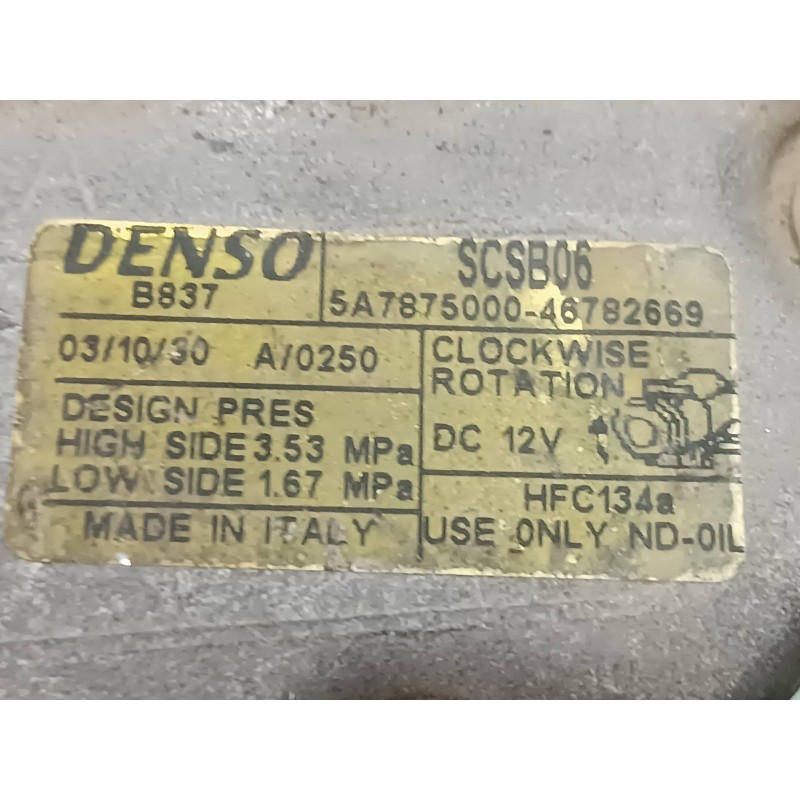 DENSO
B837
SCSB06
5A7875000-46782669
03/10/30 A/0250
DESIGN PRES
HIGH SIDE 3.53 MPa
LOW SIDE 1.67 MPa
MADE IN ITALY
CLOCKWISE
ROTATION
DC 12V
HFC134a
USE ONLY ND-OIL